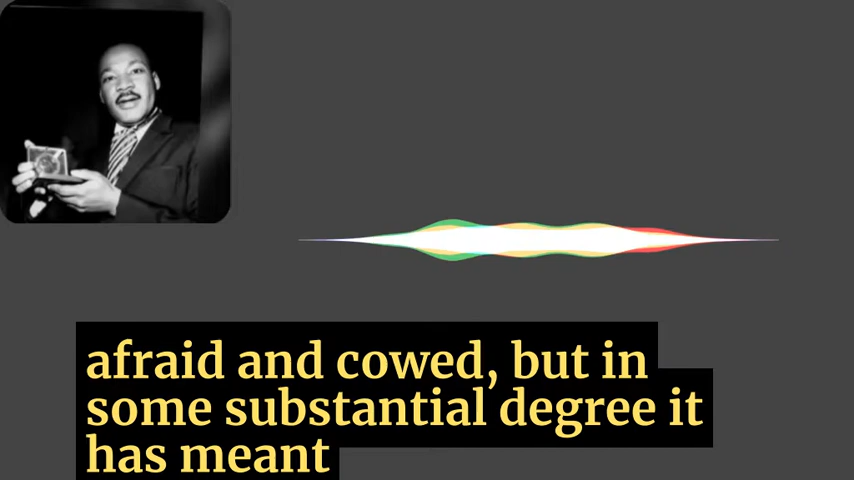 afraid and cowed, but in
some substantial degree it
has meant